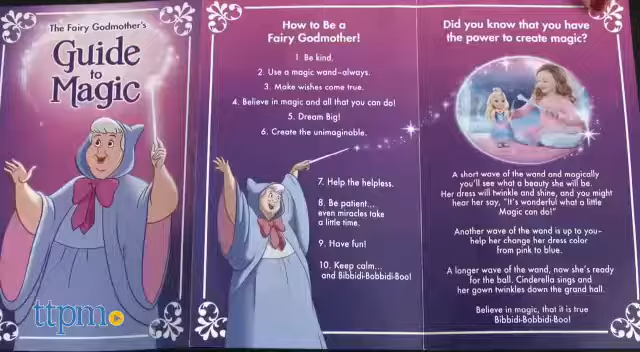 The Fairy Godmother's
Guide
to
Magic
ttpm
How to Be a
Fairy Godmother!
1 Be kind.
2. Use a magic wand–always.
3. Make wishes come true.
4. Believe in magic and all that you can do!
5. Dream Big!
6. Create the unimaginable.
7. Help the helpless.
8. Be patient...
even miracles take
a little time.
9. Have fun!
10. Keep calm...
and Bibbidi-Bobbidi-Boo!
Did you know that you have
the power to create magic?
A short wave of the wand and magically
you'll see what a beauty she will be.
Her dress will twinkle and shine, and you might
hear her say, "It's wonderful what a little
Magic can do!"
Another wave of the wand is up to you–
help her change her dress color
from pink to blue.
A longer wave of the wand, now she's ready
for the ball. Cinderella sings and
her gown twinkles down the grand hall.
Believe in magic, that it is true
Bibbidi-Bobbidi-Boo!